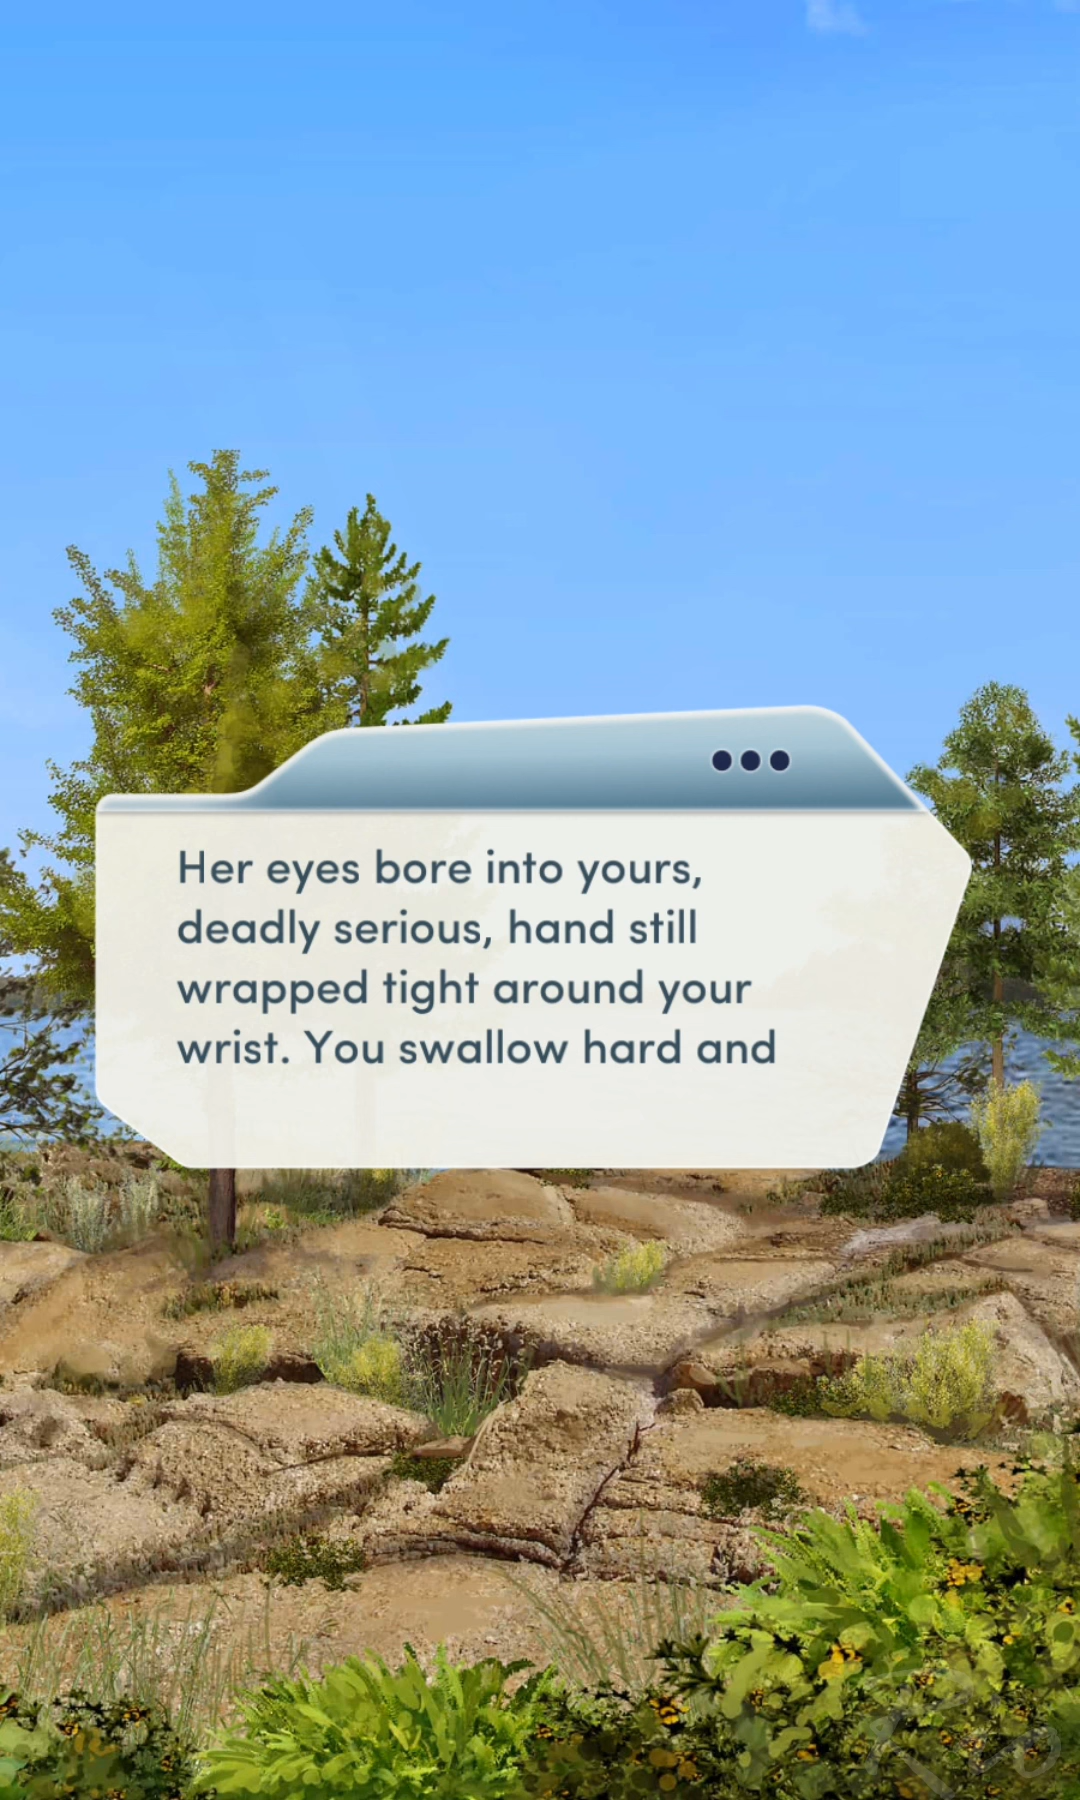 Her eyes bore into yours,
deadly serious, hand still
wrapped tight around your
wrist. You swallow hard and